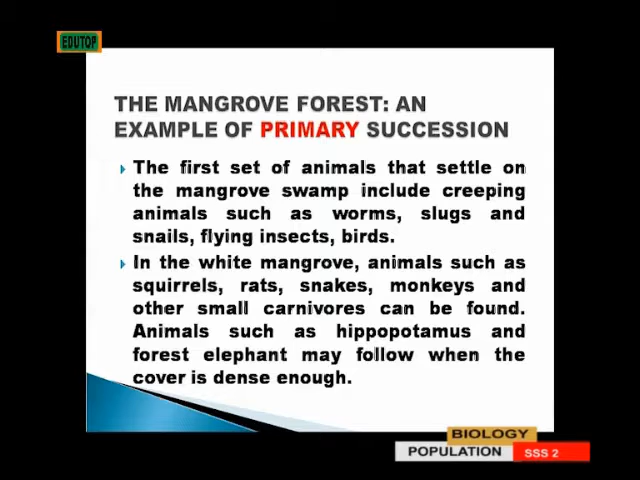 EDUTOP
THE MANGROVE FOREST: AN
EXAMPLE OF PRIMARY SUCCESSION
The first set of animals that settle on
the mangrove swamp include creeping
animals such as worms, slugs and
snails, flying insects, birds.
In the white mangrove, animals such as
squirrels, rats, snakes, monkeys and
other small carnivores can be found.
Animals such as hippopotamus and
forest elephant may follow when the
cover is dense enough.
BIOLOGY
POPULATION SSS 2